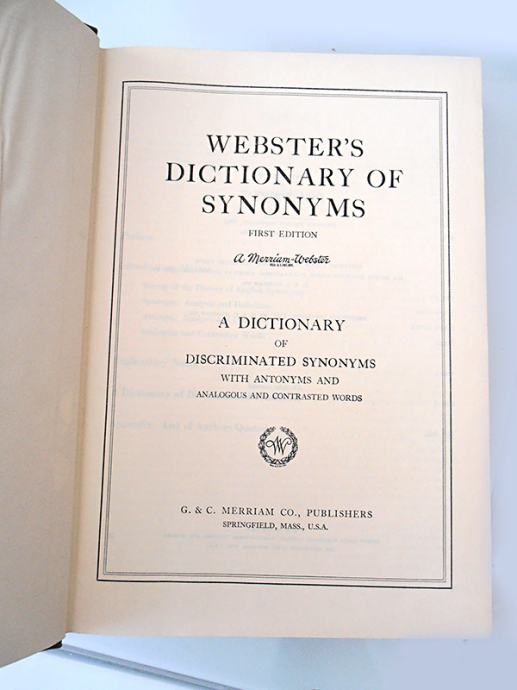 WEBSTER'S
DICTIONARY OF
SYNONYMS
FIRST EDITION
A Merriam-Webster
A DICTIONARY
OF
DISCRIMINATED SYNONYMS
WITH ANTONYMS AND
ANALOGOUS AND CONTRASTED WORDS
W
G. & C. MERRIAM CO., PUBLISHERS
SPRINGFIELD, MASS., U.S.A.